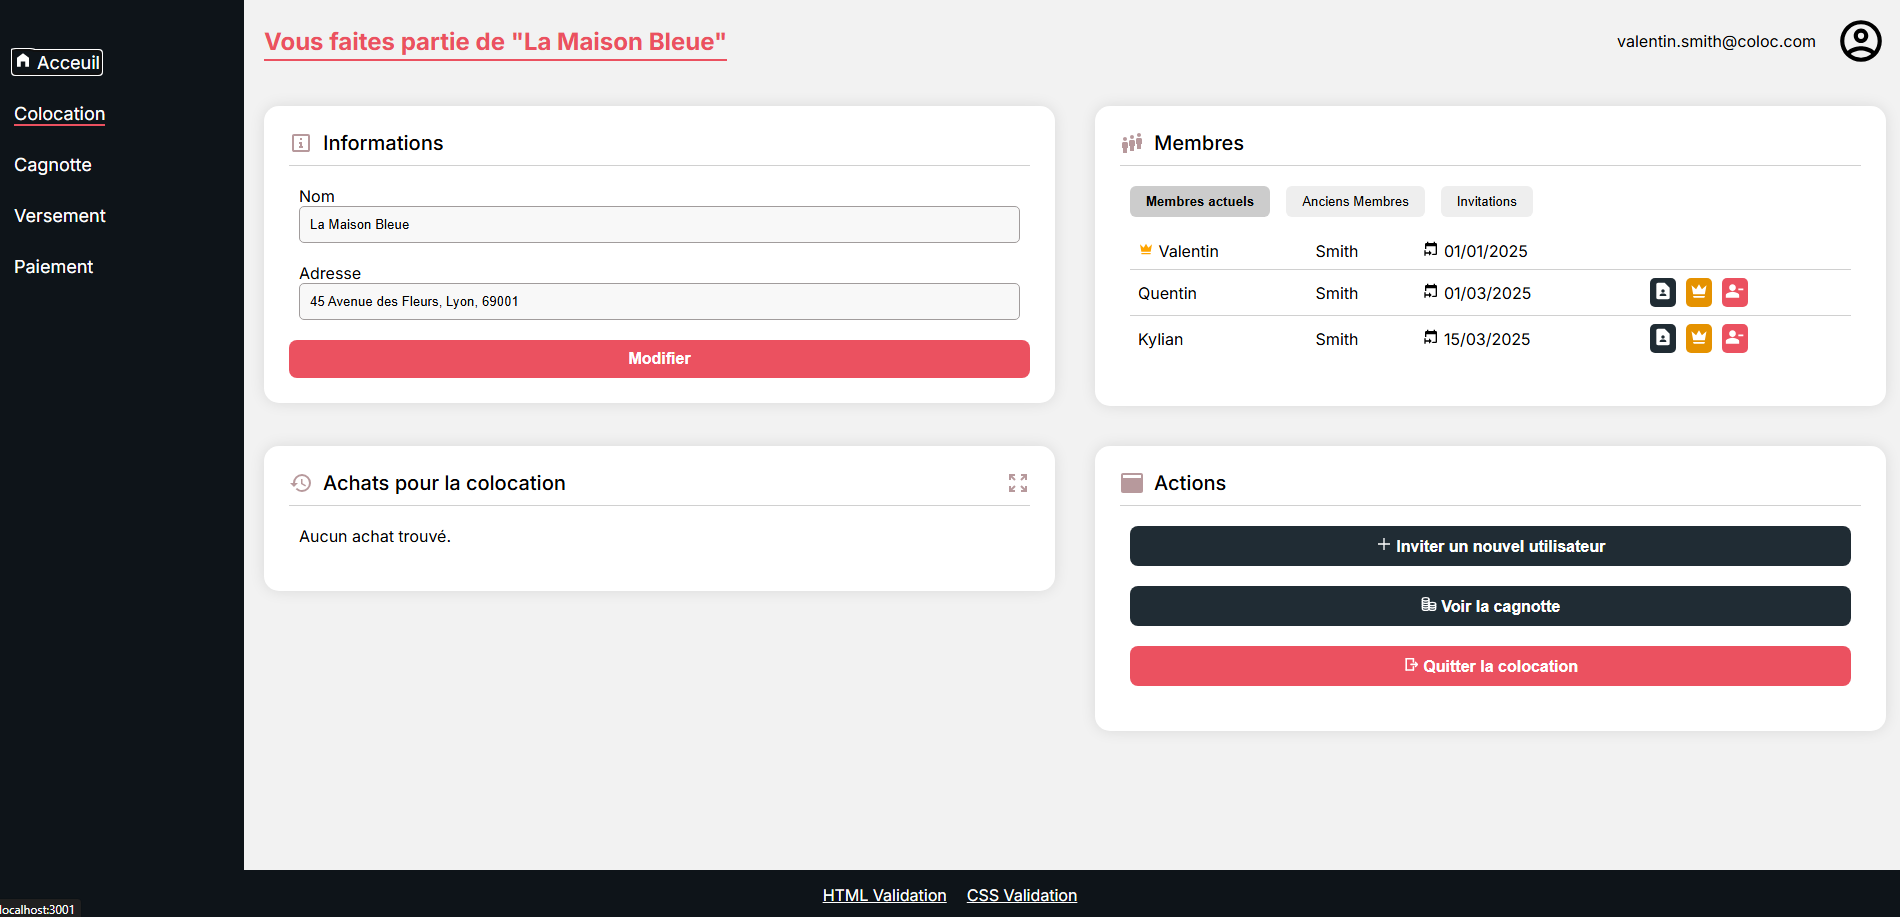 Acceuil
Colocation
Cagnotte
Versement
Paiement
Vous faites partie de "La Maison Bleue"
valentin.smith@coloc.com
Informations
Nom
La Maison Bleue
Adresse
45 Avenue des Fleurs, Lyon, 69001
Modifier
Membres
Membres actuels Anciens Membres Invitations
Valentin Smith 01/01/2025
Quentin Smith 01/03/2025
Kylian Smith 15/03/2025
Achats pour la colocation
Aucun achat trouvé.
Actions
Inviter un nouvel utilisateur
Voir la cagnotte
Quitter la colocation
HTML Validation CSS Validation
localhost:3001